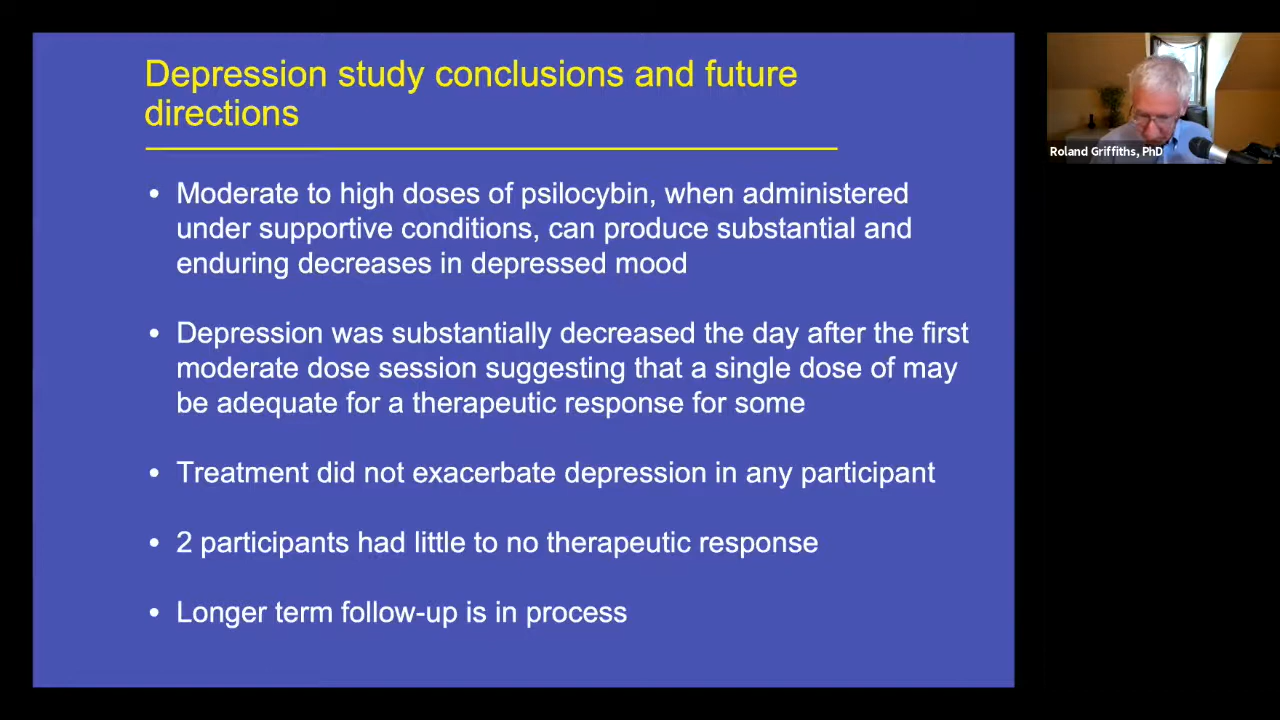 Depression study conclusions and future
directions
• Moderate to high doses of psilocybin, when administered
under supportive conditions, can produce substantial and
enduring decreases in depressed mood
• Depression was substantially decreased the day after the first
moderate dose session suggesting that a single dose of may
be adequate for a therapeutic response for some
• Treatment did not exacerbate depression in any participant
• 2 participants had little to no therapeutic response
• Longer term follow-up is in process
Roland Griffiths, PhD